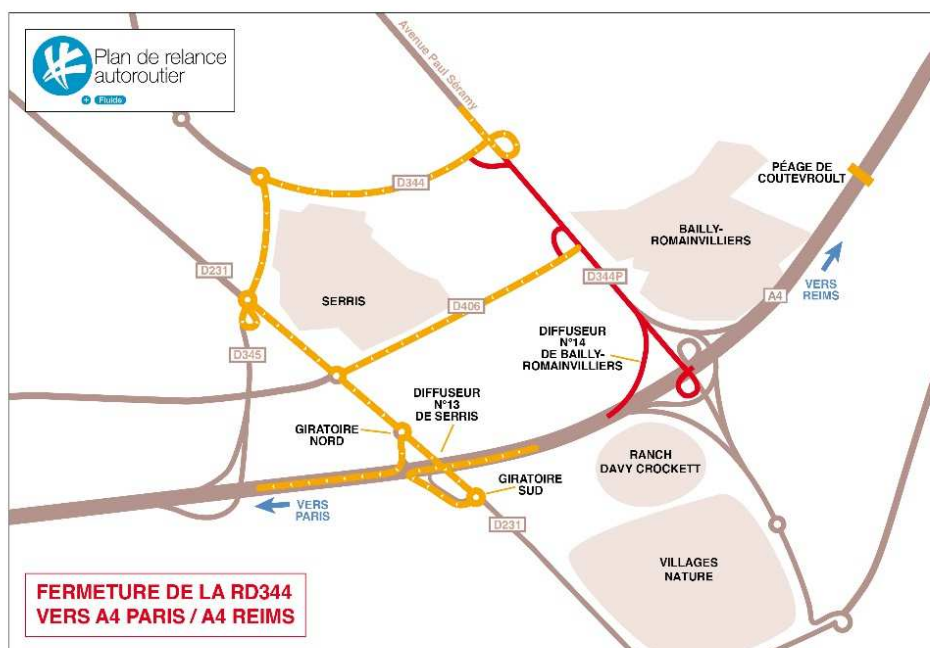 Plan de relance
autoroutier
+ Fluide
Avenue Paul Séramy
D344
PÉAGE DE
COUTEVROULT
BAILLY-
ROMAINVILLIERS
D231
SERRIS
D344P
VERS
REIMS
A4
D406
D345
DIFFUSEUR
N°14
DE BAILLY-
ROMAINVILLIERS
DIFFUSEUR
N°13
DE SERRIS
GIRATOIRE
NORD
RANCH
DAVY CROCKETT
GIRATOIRE
SUD
VERS
PARIS
D231
VILLAGES
NATURE
FERMETURE DE LA RD344
VERS A4 PARIS / A4 REIMS